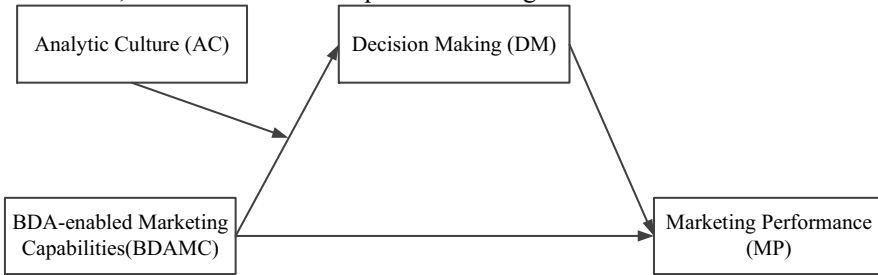 Analytic Culture (AC)
Decision Making (DM)
BDA-enabled Marketing
Capabilities(BDAMC)
Marketing Performance
(MP)